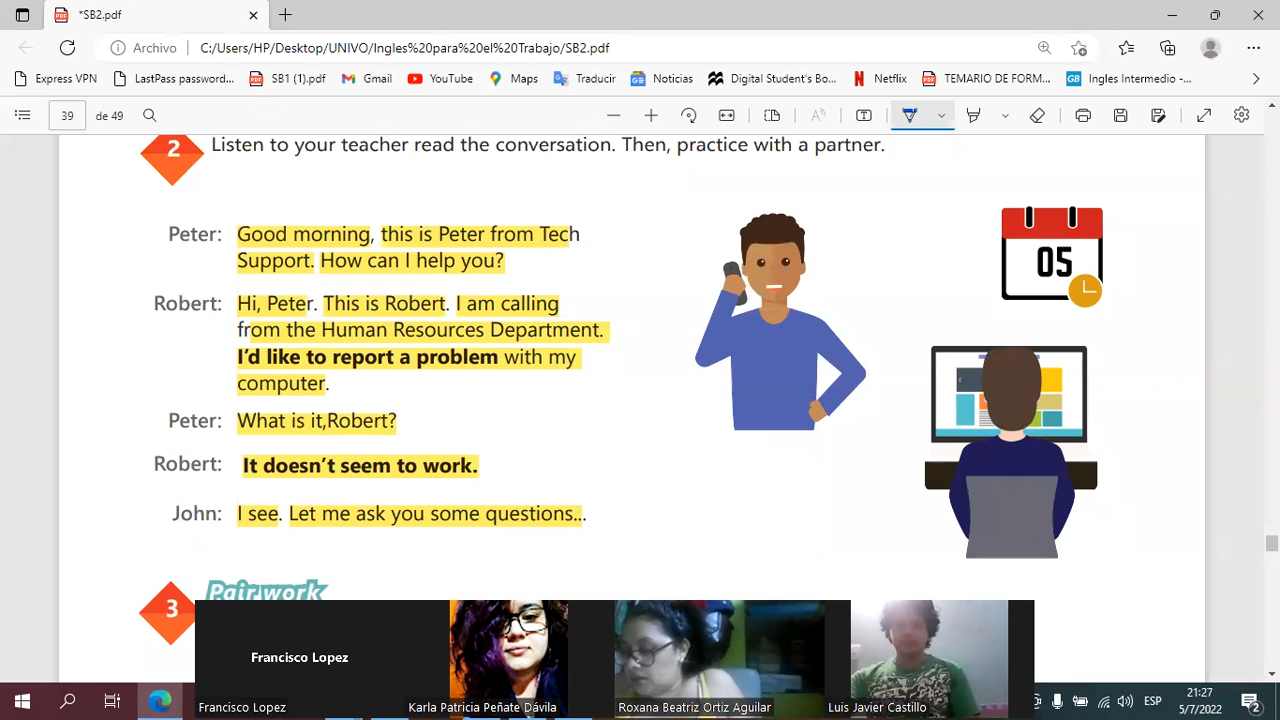 *SB2.pdf
Archivo
C:/Users/HP/Desktop/UNIVO/Ingles%20para%20el%20Trabajo/SB2.pdf
Express VPN
LastPass password...
SB1 (1).pdf
Gmail
YouTube
Maps
Traducir
Noticias
Digital Student's Bo...
Netflix
TEMARIO DE FORM...
Ingles Intermedio -...
39
de 49
2
Listen to your teacher read the conversation. Then, practice with a partner.
Peter: Good morning, this is Peter from Tech
Support. How can I help you?
Robert: Hi, Peter. This is Robert. I am calling
from the Human Resources Department.
I'd like to report a problem with my
computer.
Peter: What is it,Robert?
Robert: It doesn't seem to work.
John: I see. Let me ask you some questions...
05
3
Pair work
Francisco Lopez
Francisco Lopez
Karla Patricia Peñate Dávila
Roxana Beatriz Ortiz Aguilar
Luis Javier Castillo
ESP
21:27
5/7/2022
2